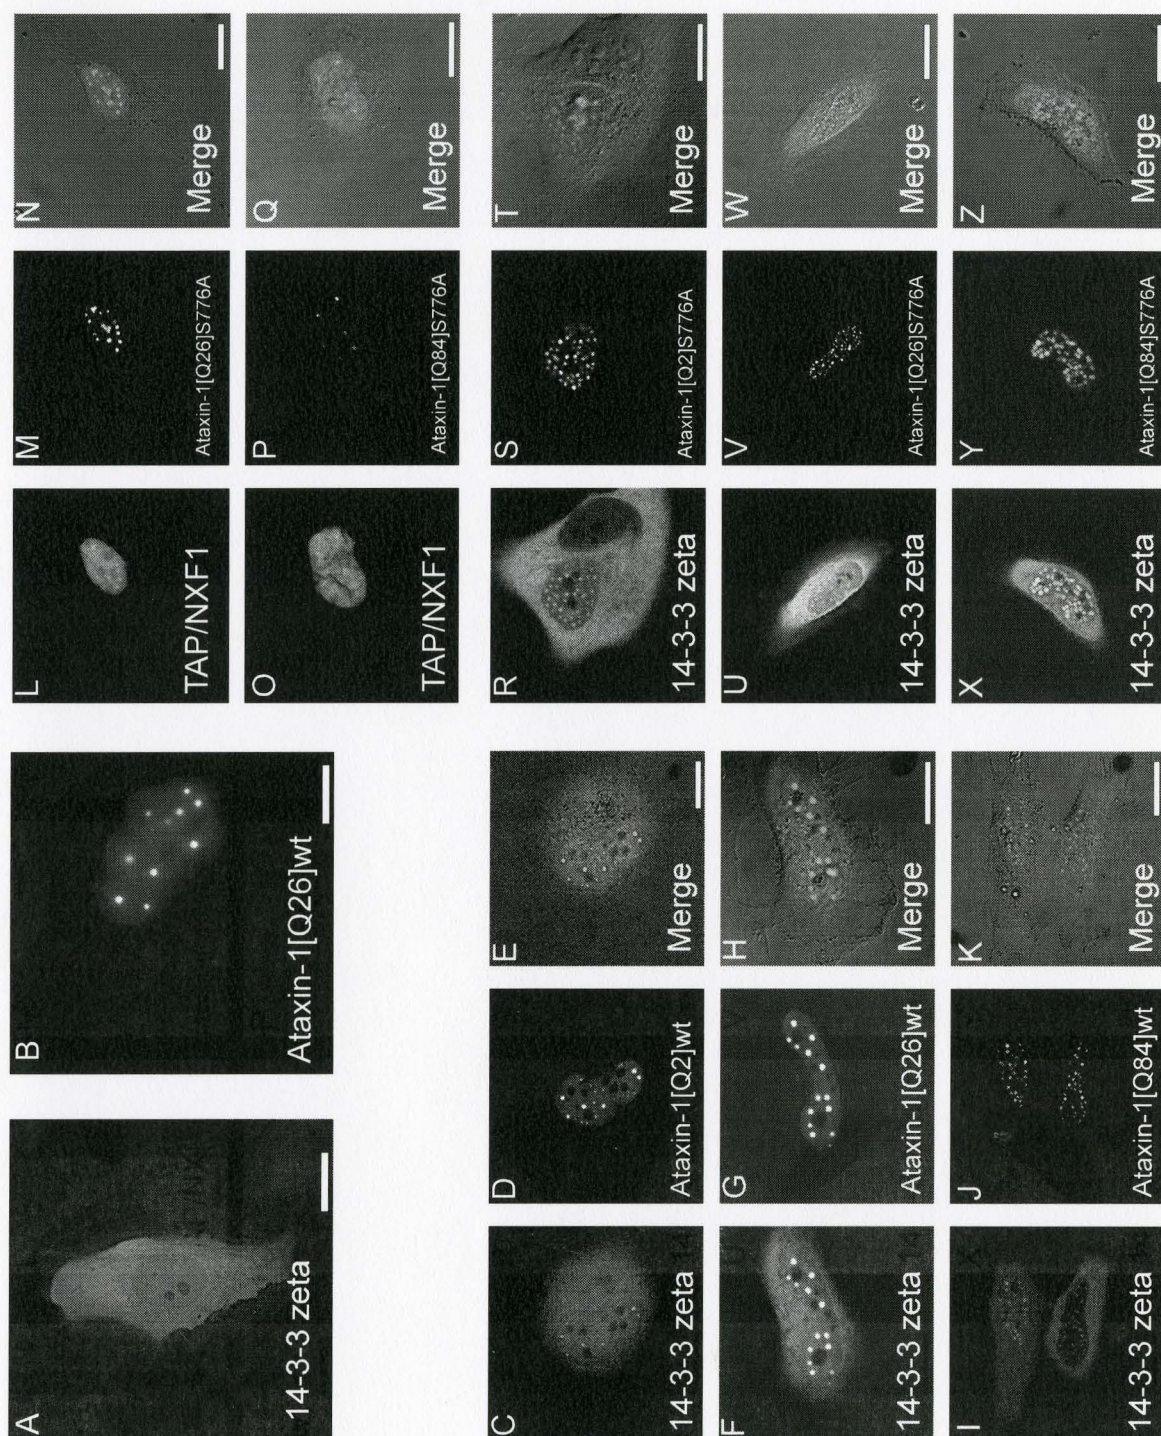 A
14-3-3 zeta
B
Ataxin-1[Q26]wt
C
14-3-3 zeta
D
Ataxin-1[Q2]wt
E
Merge
F
14-3-3 zeta
G
Ataxin-1[Q26]wt
H
Merge
I
14-3-3 zeta
J
Ataxin-1[Q84]wt
K
Merge
L
TAP/NXF1
M
Ataxin-1[Q26]S776A
N
Merge
O
TAP/NXF1
P
Ataxin-1[Q84]S776A
Q
Merge
R
14-3-3 zeta
S
Ataxin-1[Q2]S776A
T
Merge
U
14-3-3 zeta
V
Ataxin-1[Q26]S776A
W
Merge
X
14-3-3 zeta
Y
Ataxin-1[Q84]S776A
Z
Merge